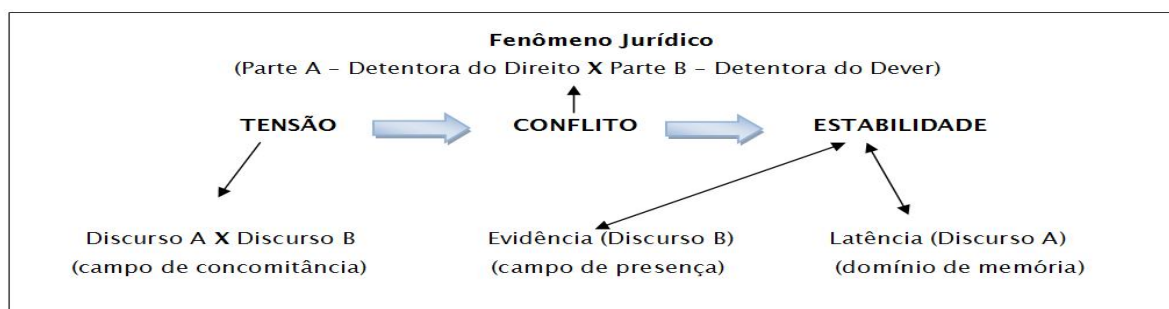 Fenômeno Jurídico
(Parte A – Detentora do Direito X Parte B – Detentora do Dever)
TENSÃO CONFLITO ESTABILIDADE
Discurso A X Discurso B Evidência (Discurso B) Latência (Discurso A)
(campo de concomitância) (campo de presença) (domínio de memória)